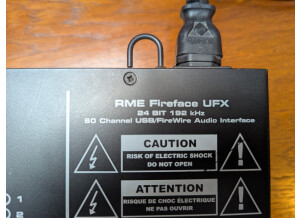 RME Fireface UFX
24 BIT 192 kHz
60 Channel USB/FireWire Audio Interface
CAUTION
RISK OF ELECTRIC SHOCK
DO NOT OPEN
ATTENTION
RISQUE DE CHOC ÉLECTRIQUE
NE PAS OUVRIR
1
2